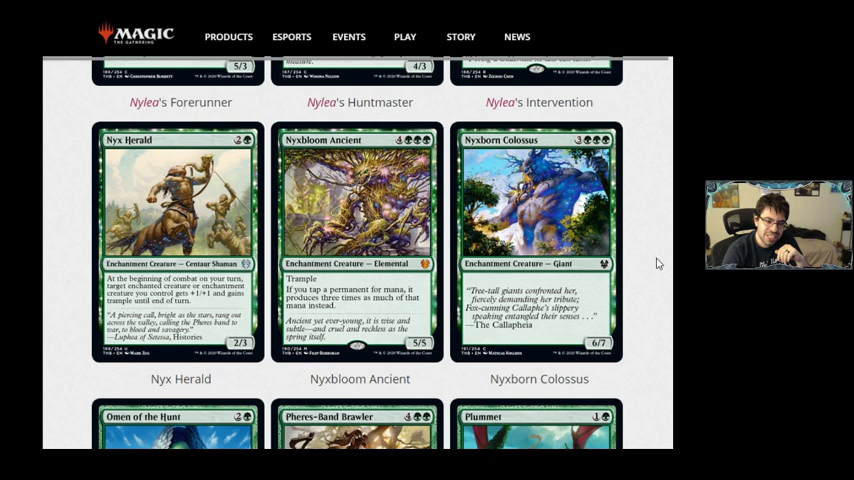 MAGIC
THE GATHERING
PRODUCTS ESPORTS EVENTS PLAY STORY NEWS
5/3
4/3
Nylea's Forerunner
Nylea's Huntmaster
Nylea's Intervention
Nyx Herald
Enchantment Creature — Centaur Shaman
At the beginning of combat on your turn,
target enchanted creature or enchantment
creature you control gets +1/+1 and gains
trample until end of turn.
"A piercing call, bright as the stars, rang out
across the valley, calling the Pheres band to
war, to blood and savagery."
—Luphea of Setessa, Histories
2/3
Nyxbloom Ancient
Enchantment Creature — Elemental
Trample
If you tap a permanent for mana, it
produces three times as much of that
mana instead.
Ancient yet ever-young, it is wise and
subtle—and cruel and reckless as the
spring itself.
5/5
Nyxborn Colossus
Enchantment Creature — Giant
"Tree-tall giants confronted her,
fiercely demanding her tribute;
Fox-cunning Callaphe's slippery
speaking entangled their senses . . ."
—The Callapheia
6/7
Nyx Herald
Nyxbloom Ancient
Nyxborn Colossus
Omen of the Hunt
Pheres-Band Brawler
Plummet